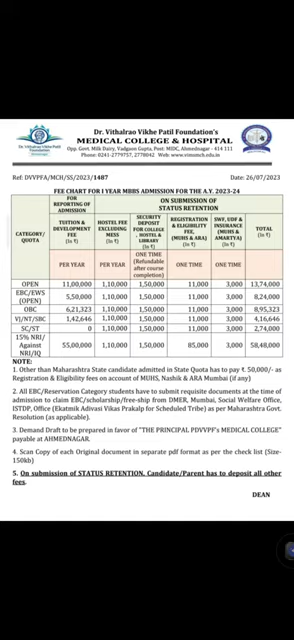 Dr. Vithalrao Vikhe Patil Foundation's
MEDICAL COLLEGE & HOSPITAL
Opp. Govt. Milk Dairy, Vadgaon Gupta, Post: MIDC, Ahmednagar - 414 111
Phone: 0241-2779757, 2778042 Web: www.vimsmch.edu.in
Ref: DVVPFA/MCH/SS/2023/1487 Date: 26/07/2023
FEE CHART FOR I YEAR MBBS ADMISSION FOR THE A.Y. 2023-24
CATEGORY/ QUOTA | FOR REPORTING OF ADMISSION | ON SUBMISSION OF STATUS RETENTION | TOTAL (In ₹)
TUITION & DEVELOPMENT FEE (In ₹) | HOSTEL FEE EXCLUDING MESS (In ₹) | SECURITY DEPOSIT FOR COLLEGE, HOSTEL & LIBRARY (In ₹) | REGISTRATION & ELIGIBILITY FEE, (MUHS & ARA) (In ₹) | SWF, UDF & INSURANCE (MUHS & AMARTYA) (In ₹)
PER YEAR | PER YEAR | ONE TIME (Refundable after course completion) | ONE TIME | ONE TIME
OPEN 11,00,000 1,10,000 1,50,000 11,000 3,000 13,74,000
EBC/EWS (OPEN) 5,50,000 1,10,000 1,50,000 11,000 3,000 8,24,000
OBC 6,21,323 1,10,000 1,50,000 11,000 3,000 8,95,323
VJ/NT/SBC 1,42,646 1,10,000 1,50,000 11,000 3,000 4,16,646
SC/ST 0 1,10,000 1,50,000 11,000 3,000 2,74,000
15% NRI/ Against NRI/IQ 55,00,000 1,10,000 1,50,000 85,000 3,000 58,48,000
NOTE:
1. Other than Maharashtra State candidate admitted in State Quota has to pay ₹. 50,000/- as
Registration & Eligibility fees on account of MUHS, Nashik & ARA Mumbai (if any)
2. All EBC/Reservation Category students have to submit requisite documents at the time of
admission to claim EBC/scholarship/free-ship from DMER, Mumbai, Social Welfare Office,
ISTDP, Office (Ekatmik Adivasi Vikas Prakalp for Scheduled Tribe) as per Maharashtra Govt.
Resolution (as applicable).
3. Demand Draft to be prepared in favor of "THE PRINCIPAL PDVVPF's MEDICAL COLLEGE"
payable at AHMEDNAGAR.
4. Scan Copy of each Original document in separate pdf format as per the check list (Size-
150kb)
5. On submission of STATUS RETENTION, Candidate/Parent has to deposit all other
fees.
DEAN